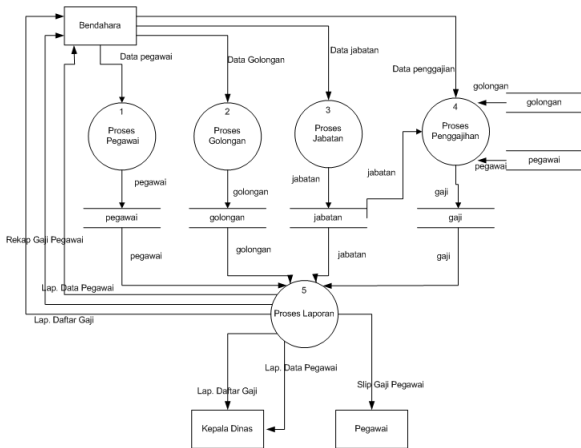 Bendahara
Data pegawai
Data Golongan
Data jabatan
Data penggajian
1
Proses
Pegawai
2
Proses
Golongan
3
Proses
Jabatan
4
Proses
Penggajihan
golongan
golongan
pegawai
pegawai
pegawai
golongan
jabatan
jabatan
gaji
pegawai
golongan
jabatan
gaji
pegawai
golongan
jabatan
gaji
Rekap Gaji Pegawai
Lap. Data Pegawai
Lap. Daftar Gaji
5
Proses Laporan
Lap. Daftar Gaji
Lap. Data Pegawai
Slip Gaji Pegawai
Kepala Dinas
Pegawai